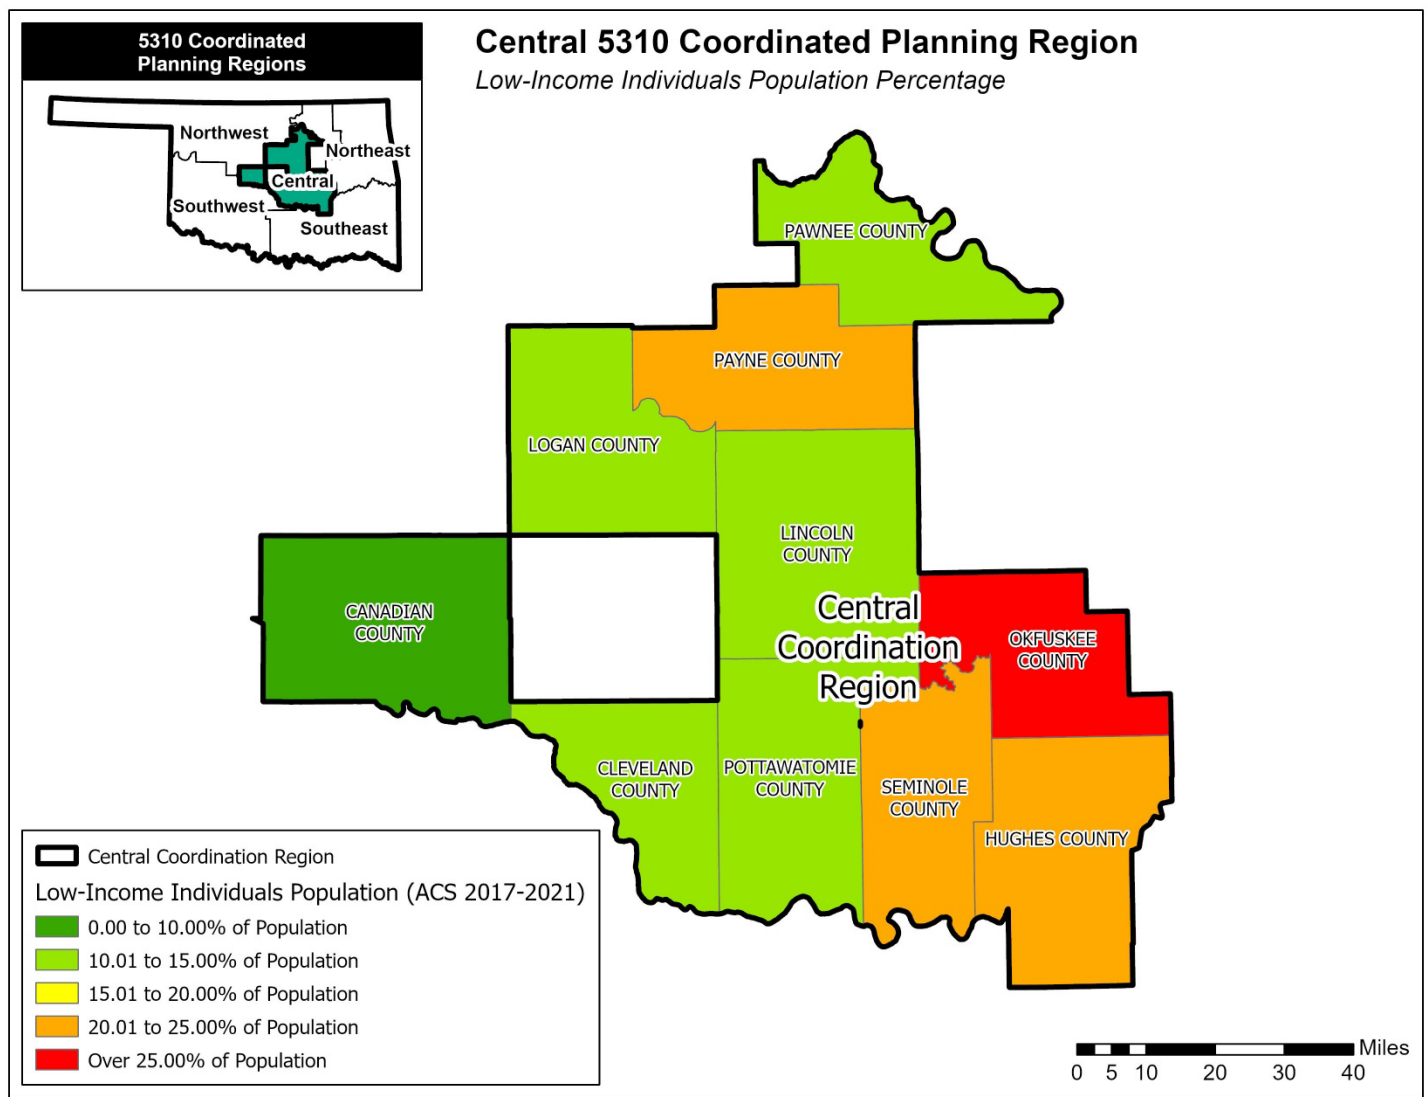 5310 Coordinated
Planning Regions
Northwest
Northeast
Central
Southwest
Southeast
Central 5310 Coordinated Planning Region
Low-Income Individuals Population Percentage
PAWNEE COUNTY
PAYNE COUNTY
LOGAN COUNTY
LINCOLN
COUNTY
CANADIAN
COUNTY
Central
Coordination
Region
OKFUSKEE
COUNTY
CLEVELAND
COUNTY
POTTAWATOMIE
COUNTY
SEMINOLE
COUNTY
HUGHES COUNTY
Central Coordination Region
Low-Income Individuals Population (ACS 2017-2021)
0.00 to 10.00% of Population
10.01 to 15.00% of Population
15.01 to 20.00% of Population
20.01 to 25.00% of Population
Over 25.00% of Population
Miles
0 5 10 20 30 40